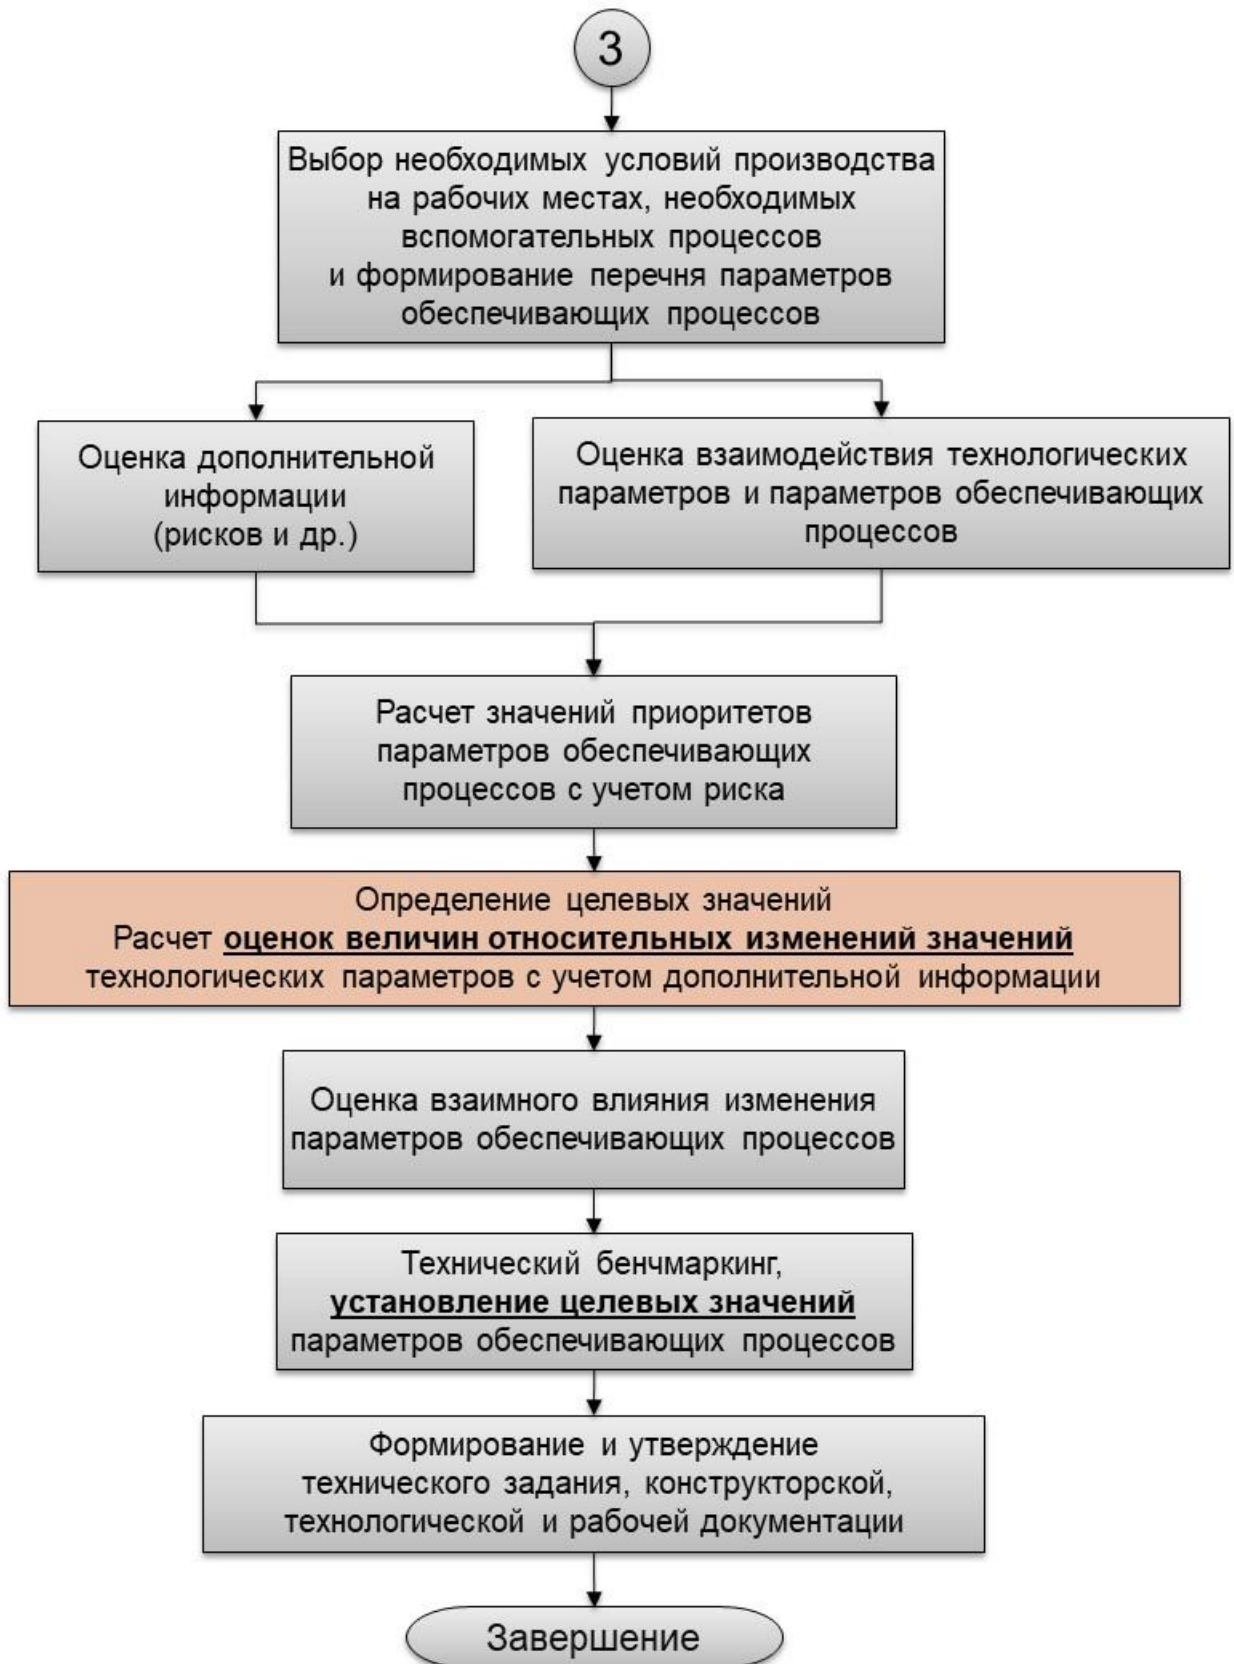 3
Выбор необходимых условий производства
на рабочих местах, необходимых
вспомогательных процессов
и формирование перечня параметров
обеспечивающих процессов
Оценка дополнительной
информации
(рисков и др.)
Оценка взаимодействия технологических
параметров и параметров обеспечивающих
процессов
Расчет значений приоритетов
параметров обеспечивающих
процессов с учетом риска
Определение целевых значений
Расчет оценок величин относительных изменений значений
технологических параметров с учетом дополнительной информации
Оценка взаимного влияния изменения
параметров обеспечивающих процессов
Технический бенчмаркинг,
установление целевых значений
параметров обеспечивающих процессов
Формирование и утверждение
технического задания, конструкторской,
технологической и рабочей документации
Завершение